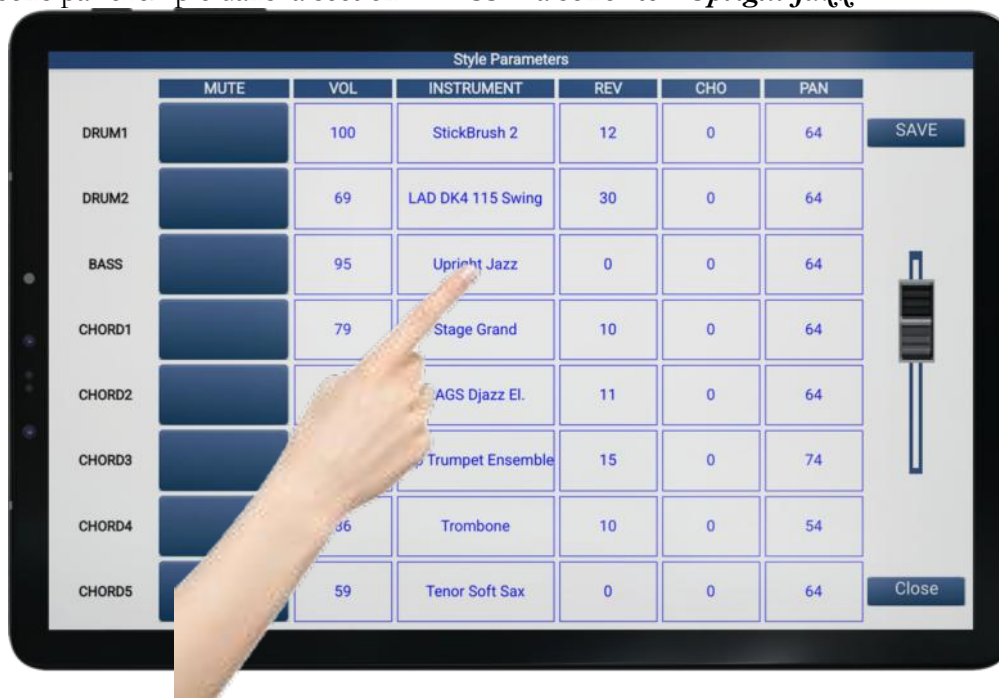 Style Parameters
MUTE VOL INSTRUMENT REV CHO PAN
DRUM1 100 StickBrush 2 12 0 64 SAVE
DRUM2 69 LAD DK4 115 Swing 30 0 64
BASS 95 Upright Jazz 0 0 64
CHORD1 79 Stage Grand 10 0 64
CHORD2 AGS Djazz El. 11 0 64
CHORD3 Trumpet Ensemble 15 0 74
CHORD4 Trombone 10 0 54
CHORD5 59 Tenor Soft Sax 0 0 64 Close